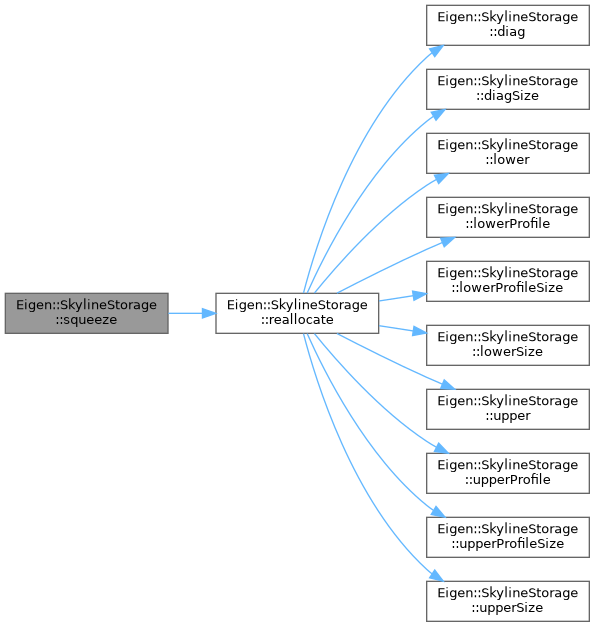 Eigen::SkylineStorage
::squeeze
Eigen::SkylineStorage
::reallocate
Eigen::SkylineStorage
::diag
Eigen::SkylineStorage
::diagSize
Eigen::SkylineStorage
::lower
Eigen::SkylineStorage
::lowerProfile
Eigen::SkylineStorage
::lowerProfileSize
Eigen::SkylineStorage
::lowerSize
Eigen::SkylineStorage
::upper
Eigen::SkylineStorage
::upperProfile
Eigen::SkylineStorage
::upperProfileSize
Eigen::SkylineStorage
::upperSize